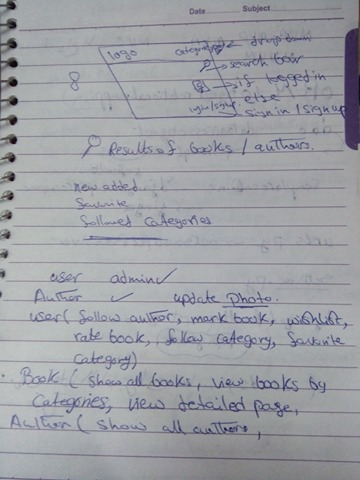 Date Subject
logo categories drop down
search bar
8 if logged in
login/signup else
sign in / sign up
Results of books / authors.
new added
favorite
followed Categories
user admin ✓
Author ✓ update photo.
user ( follow author, mark book, wishlist,
rate book, follow category, favorite
category)
• Book ( show all books, view books by
Categories, view detailed page,
Author ( show all authors,